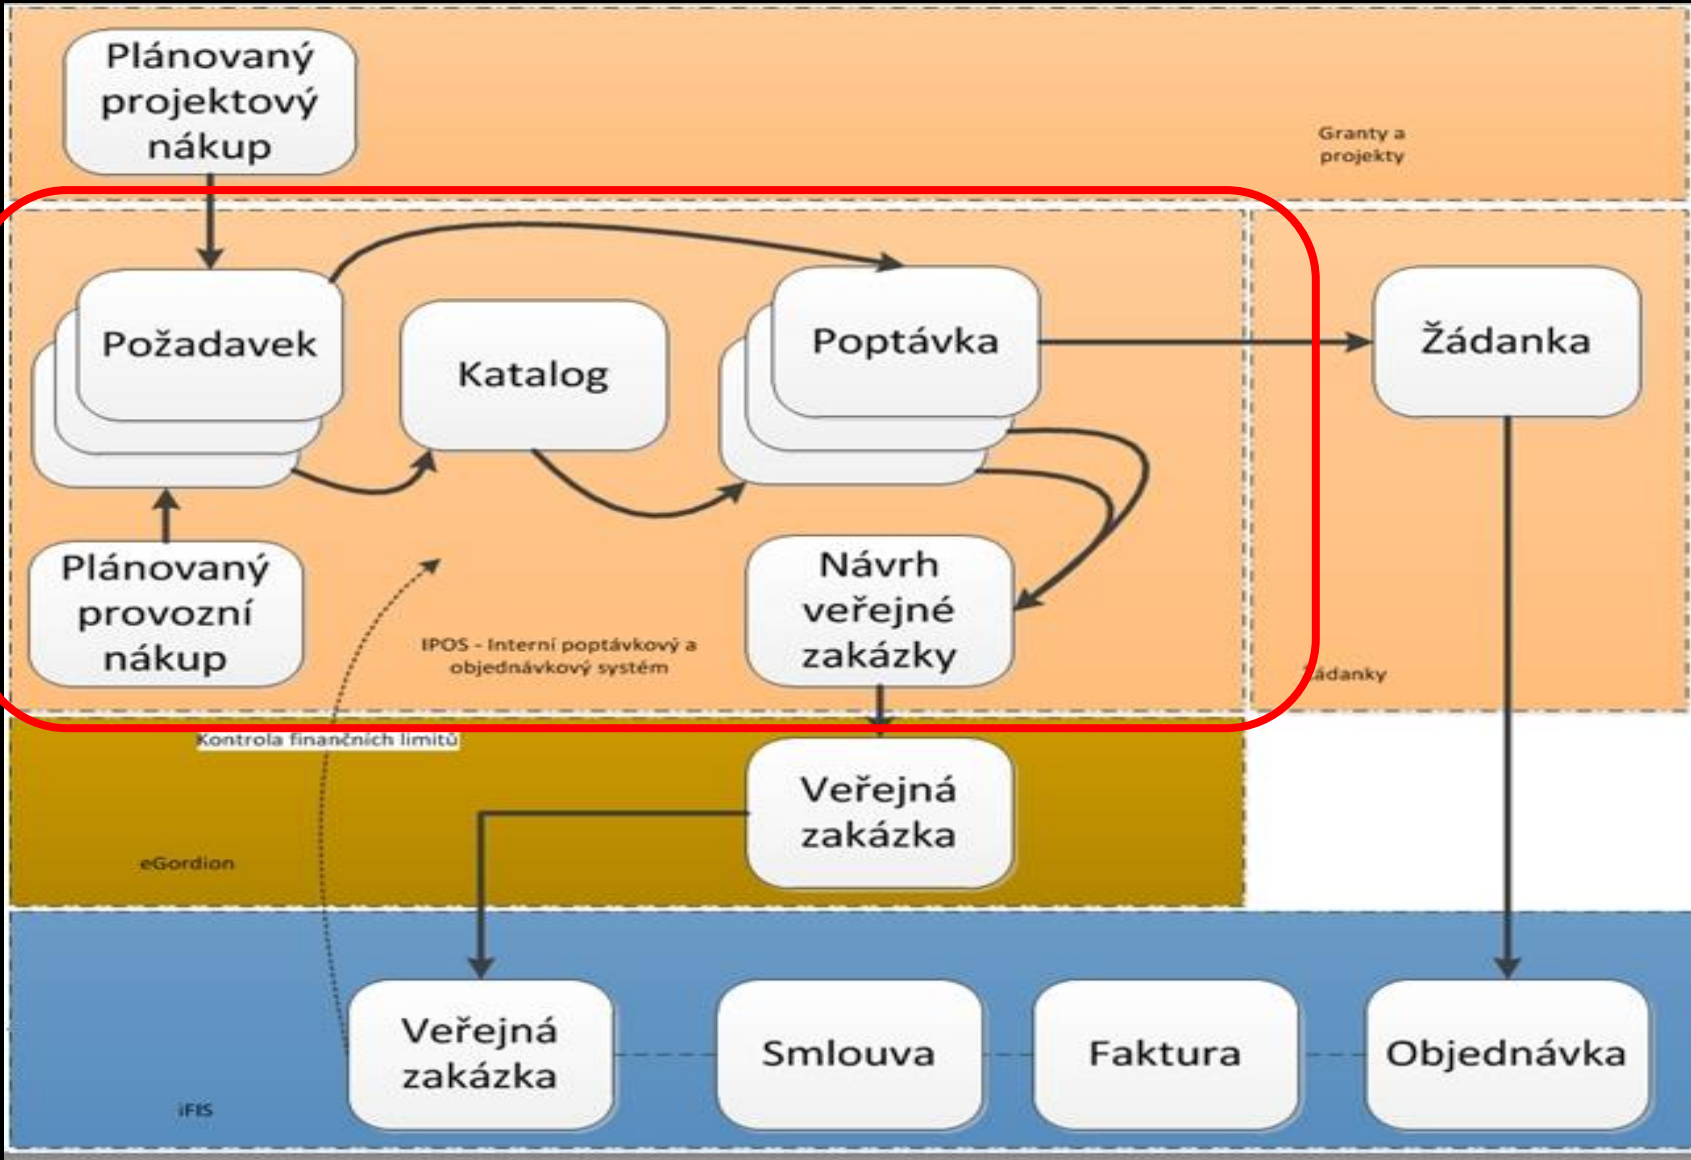 Plánovaný
projektový
nákup
Granty a
projekty
Požadavek
Katalog
Poptávka
Žádanka
Plánovaný
provozní
nákup
IPOS - Interní poptávkový a
objednávkový systém
Návrh
veřejné
zakázky
Žádanky
Kontrola finančních limitů
Veřejná
zakázka
eGordion
Veřejná
zakázka
Smlouva
Faktura
Objednávka
iFIS